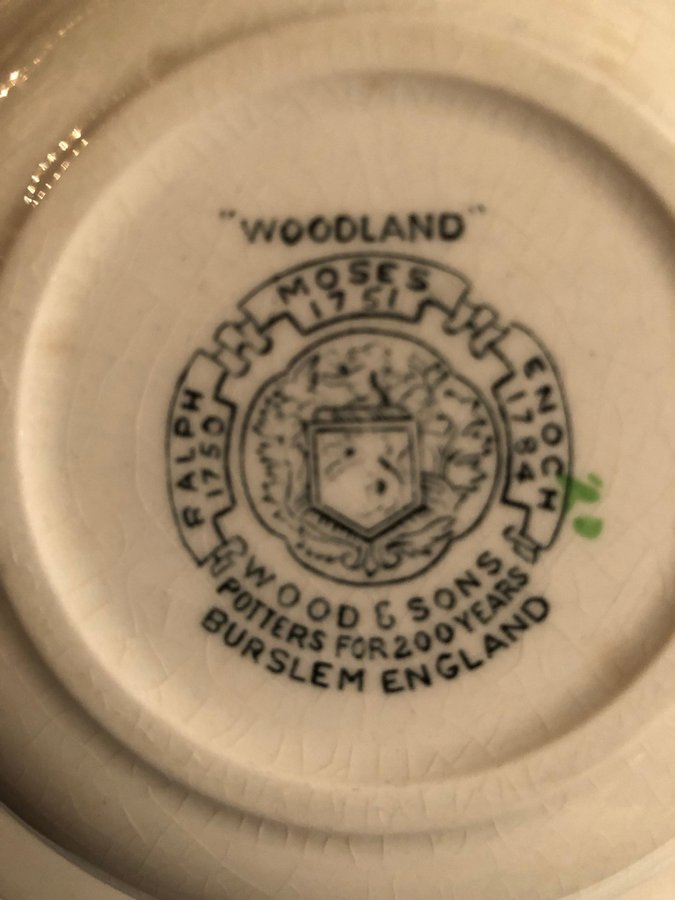 "WOODLAND"
MOSES
1751
RALPH
1750
ENOCH
1784
WOOD & SONS
POTTERS FOR 200 YEARS
BURSLEM ENGLAND